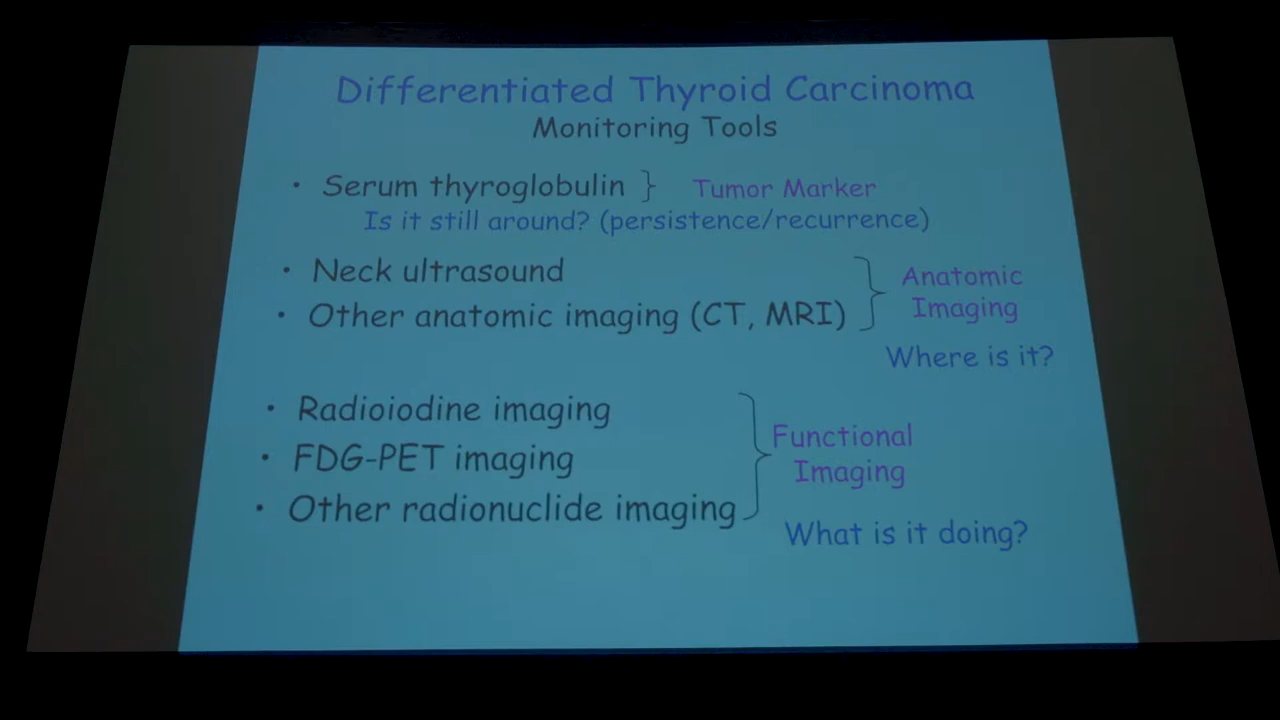 Differentiated Thyroid Carcinoma
Monitoring Tools
• Serum thyroglobulin } Tumor Marker
Is it still around? (persistence/recurrence)
• Neck ultrasound
• Other anatomic imaging (CT, MRI)
Anatomic
Imaging
Where is it?
• Radioiodine imaging
• FDG-PET imaging
• Other radionuclide imaging
Functional
Imaging
What is it doing?